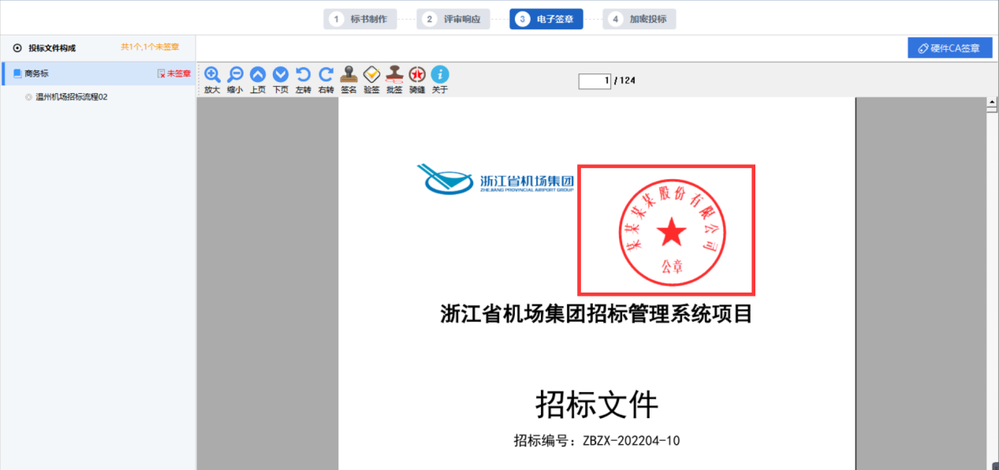 1 标书制作 2 评审响应 3 电子签章 4 加密投标
投标文件构成 共1个,1个未签章 硬件CA签章
商务标 未签章
放大 缩小 上页 下页 左转 右转 签名 验签 批签 骑缝 关于 1 / 124
温州机场招标流程02
浙江省机场集团
ZHEJIANG PROVINCIAL AIRPORT GROUP
某某某某股份有限公司
公章
浙江省机场集团招标管理系统项目
招标文件
招标编号：ZBZX-202204-10